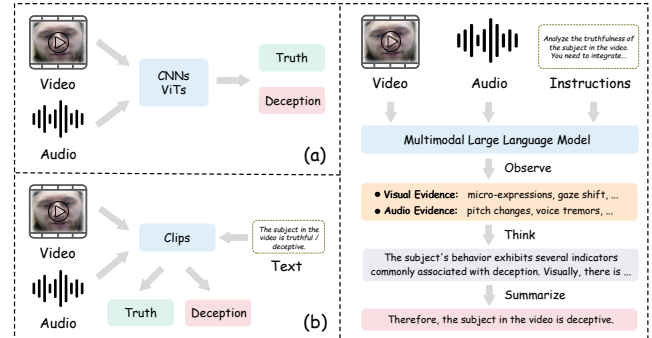 Video
Audio
CNNs
ViTs
Truth
Deception
(a)
Video
Audio
Clips
The subject in the
video is truthful /
deceptive.
Text
Truth
Deception
(b)
Video
Audio
Analyze the truthfulness of
the subject in the video.
You need to integrate...
Instructions
Multimodal Large Language Model
Observe
• Visual Evidence: micro-expressions, gaze shift, ...
• Audio Evidence: pitch changes, voice tremors, ...
Think
The subject's behavior exhibits several indicators
commonly associated with deception. Visually, there is ...
Summarize
Therefore, the subject in the video is deceptive.